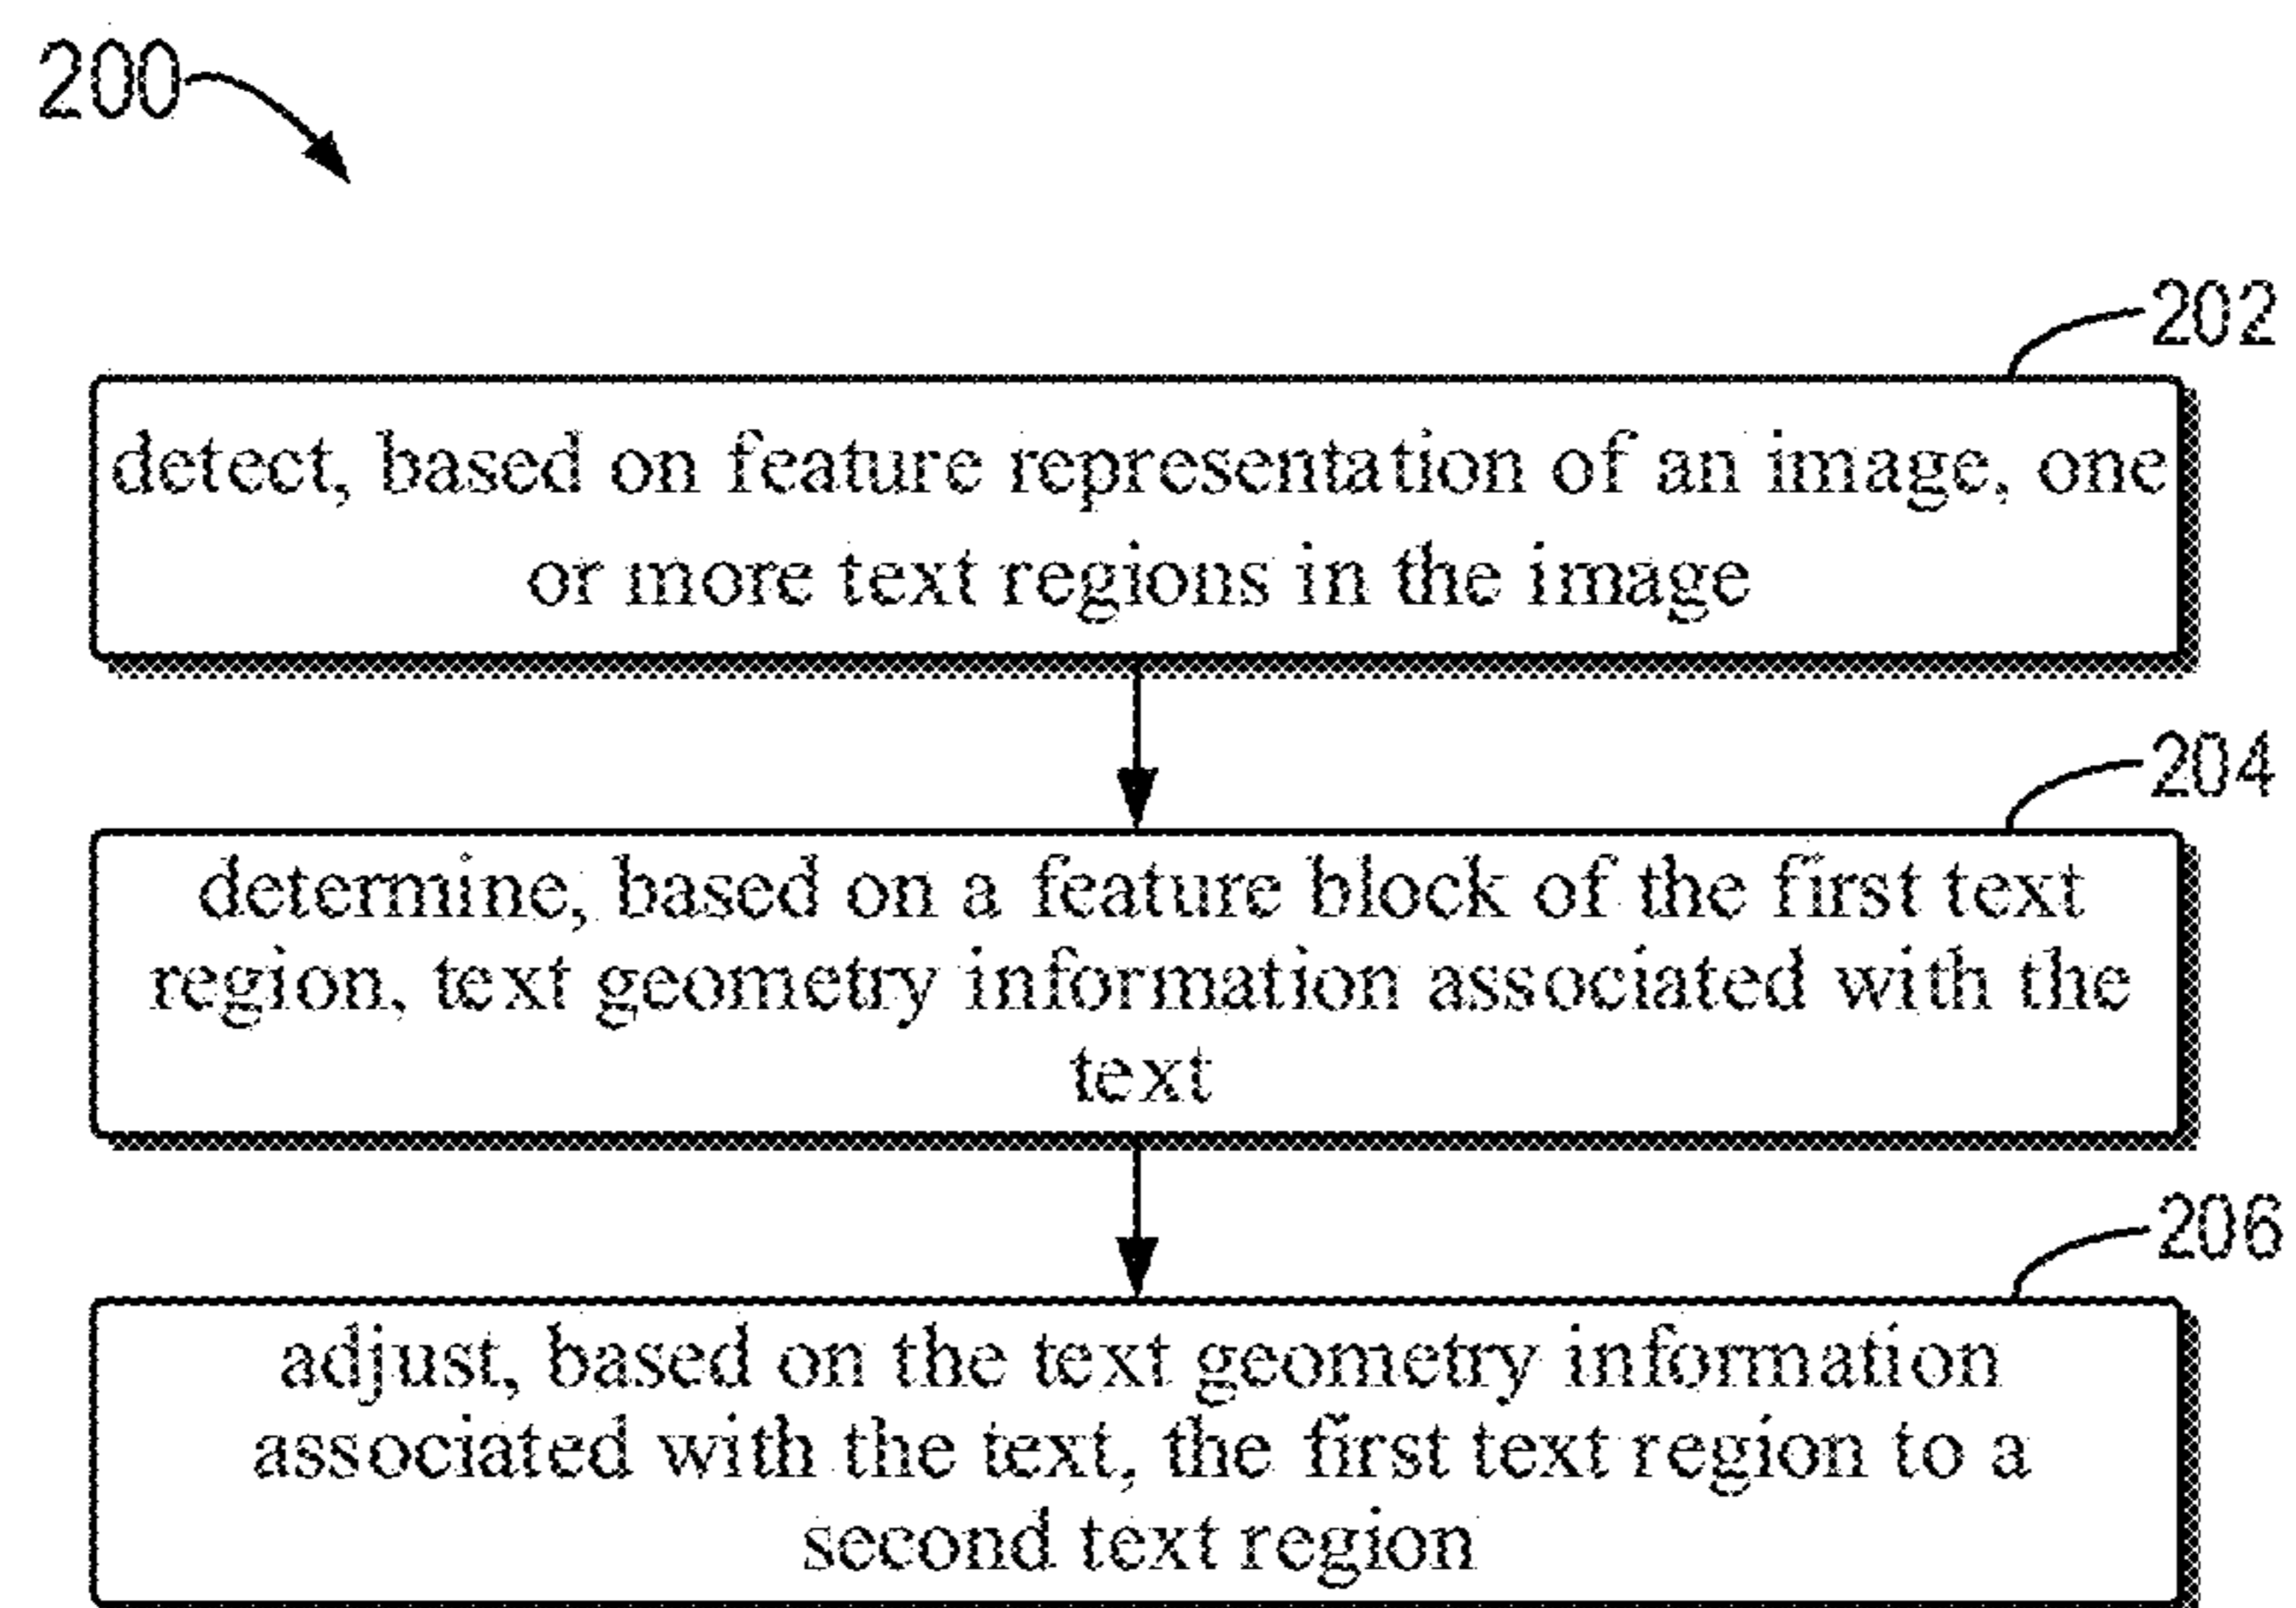 200
202
detect, based on feature representation of an image, one
or more text regions in the image
204
determine, based on a feature block of the first text
region, text geometry information associated with the
text
206
adjust, based on the text geometry information
associated with the text, the first text region to a
second text region